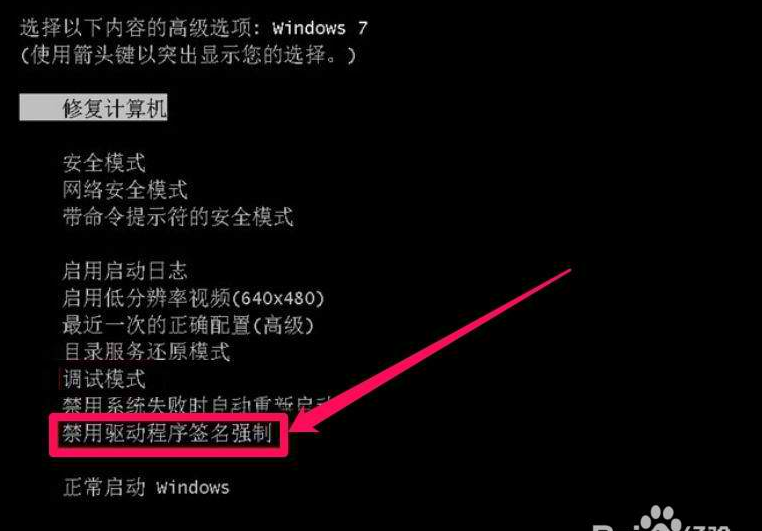 选择以下内容的高级选项: Windows 7
(使用箭头键以突出显示您的选择。)
修复计算机
安全模式
网络安全模式
带命令提示符的安全模式
启用启动日志
启用低分辨率视频(640x480)
最近一次的正确配置(高级)
目录服务还原模式
调试模式
禁用系统失败时自动重新启动
禁用驱动程序签名强制
正常启动 Windows